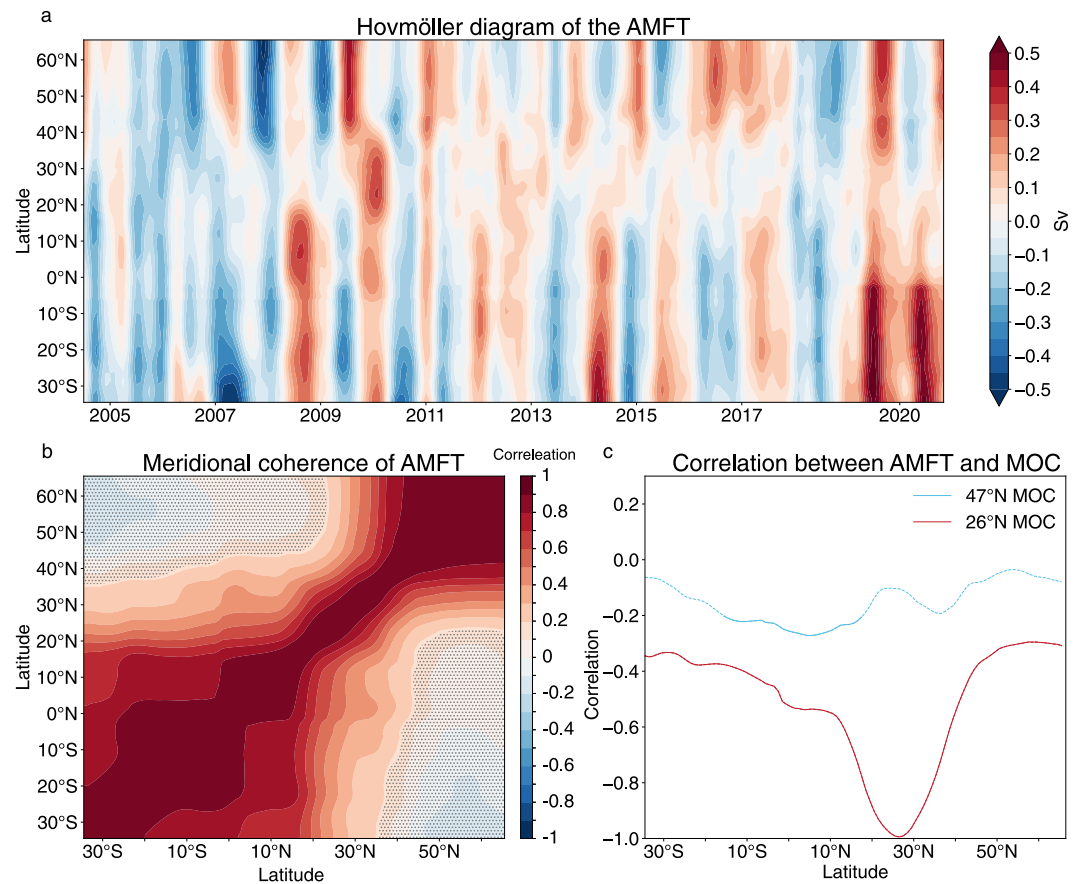 a
Hovmöller diagram of the AMFT
60°N
50°N
40°N
30°N
20°N
10°N
0°N
10°S
20°S
30°S
Latitude
2005 2007 2009 2011 2013 2015 2017 2020
0.5
0.4
0.3
0.2
0.1
0.0
−0.1
−0.2
−0.3
−0.4
−0.5
Sv
b
Meridional coherence of AMFT
Correleation
60°N
50°N
40°N
30°N
20°N
10°N
0°N
10°S
20°S
30°S
Latitude
30°S 10°S 10°N 30°N 50°N
Latitude
1
0.8
0.6
0.4
0.2
0
-0.2
-0.4
-0.6
-0.8
-1
c
Correlation between AMFT and MOC
47°N MOC
26°N MOC
0.2
0.0
−0.2
−0.4
−0.6
−0.8
−1.0
Correlation
30°S 10°S 10°N 30°N 50°N
Latitude